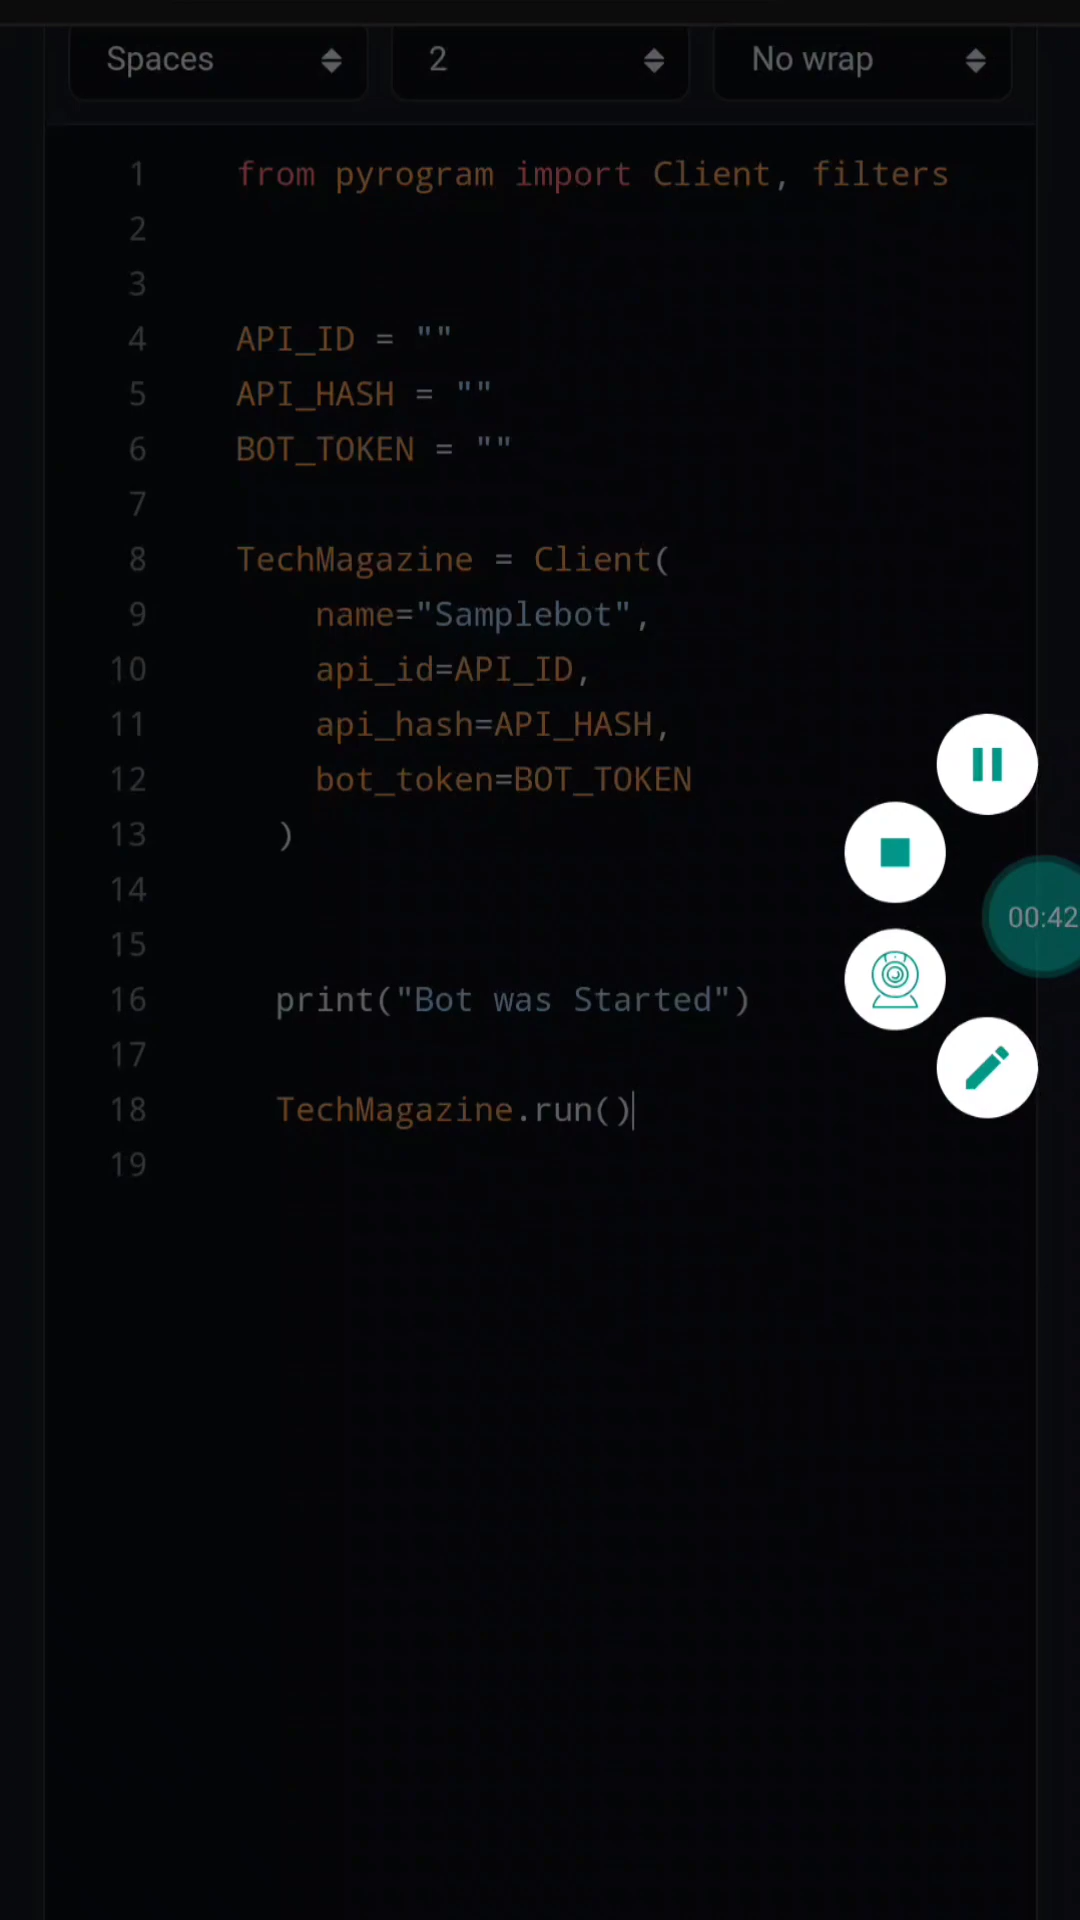 Spaces 2 No wrap
1 from pyrogram import Client, filters
2
3
4 API_ID = ""
5 API_HASH = ""
6 BOT_TOKEN = ""
7
8 TechMagazine = Client(
9     name="Samplebot",
10     api_id=API_ID,
11     api_hash=API_HASH,
12     bot_token=BOT_TOKEN
13   )
14
15
16   print("Bot was Started")
17
18   TechMagazine.run()
19
00:42